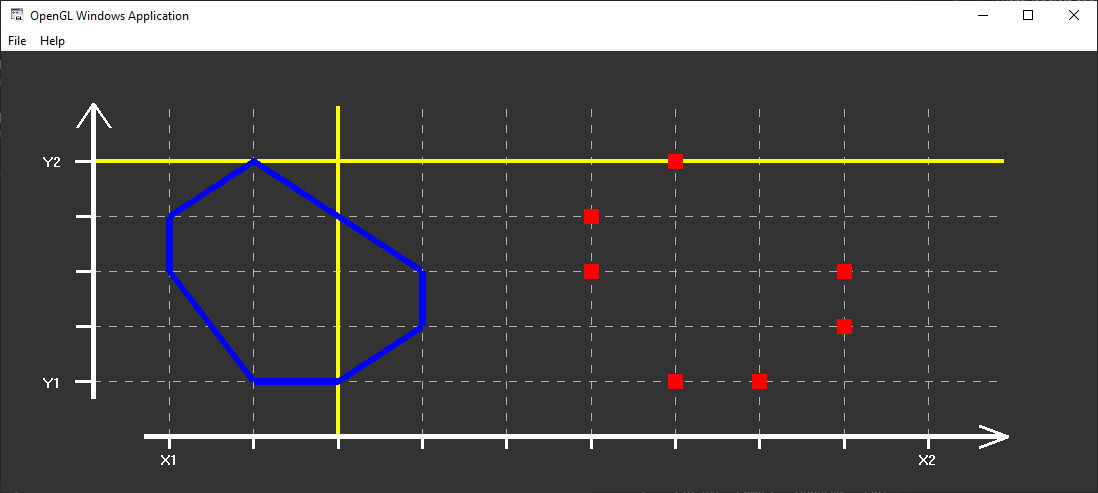 OpenGL Windows Application
File Help
Y2
Y1
X1 X2